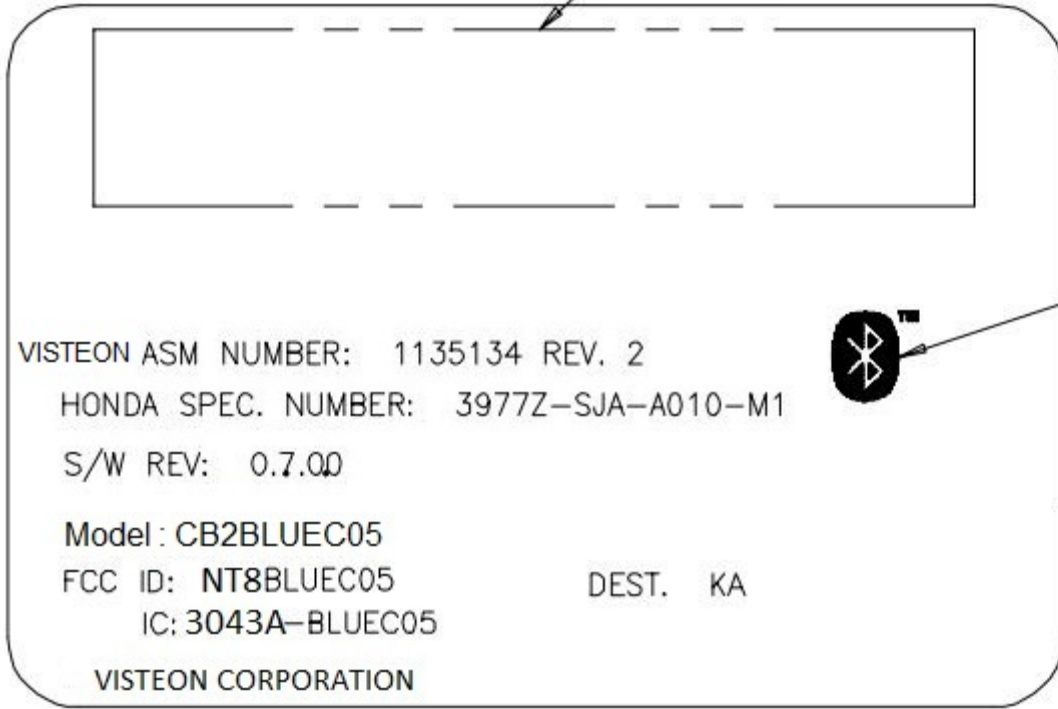 TM
VISTEON ASM NUMBER: 1135134 REV. 2
HONDA SPEC. NUMBER: 3977Z-SJA-A010-M1
S/W REV: 0.7.00
Model : CB2BLUEC05
FCC ID: NT8BLUEC05 DEST. KA
IC: 3043A-BLUEC05
VISTEON CORPORATION